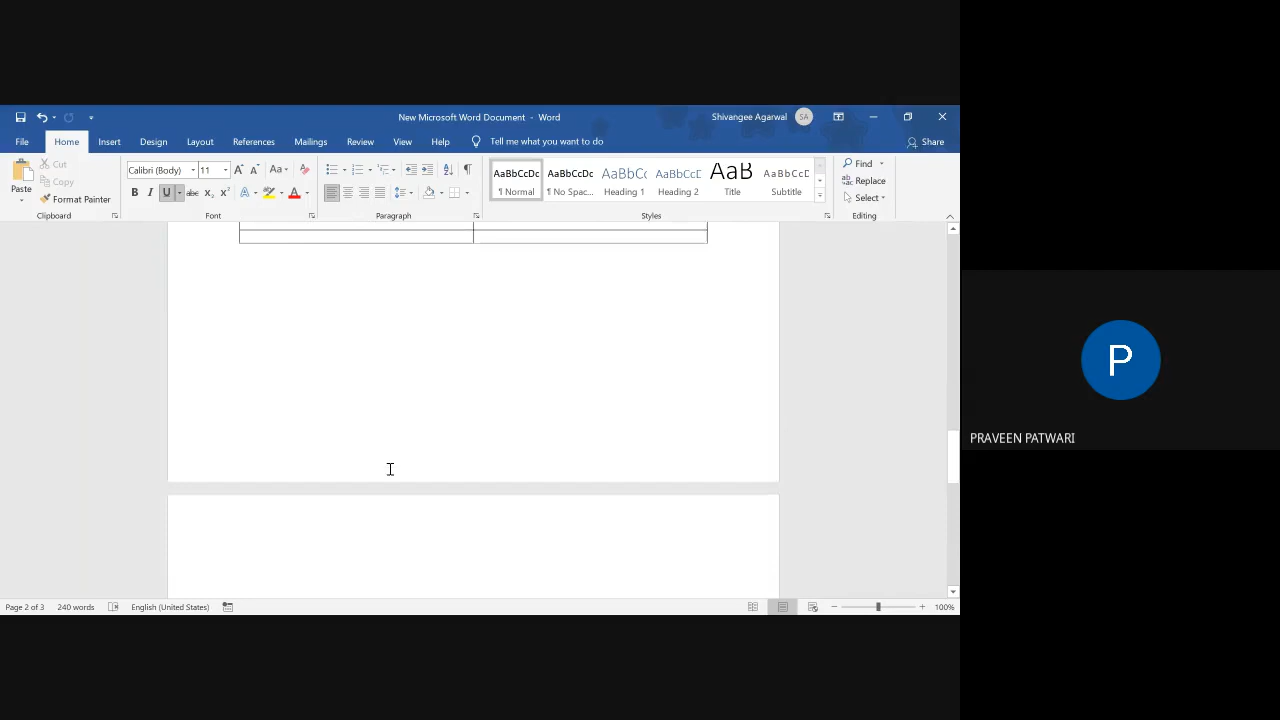 New Microsoft Word Document - Word
Shivangee Agarwal SA
File Home Insert Design Layout References Mailings Review View Help Tell me what you want to do Share
Paste
Cut
Copy
Format Painter
Clipboard
Calibri (Body) 11
Font
Paragraph
AaBbCcDc AaBbCcDc AaBbC( AaBbCcE AaB AaBbCcD
¶ Normal ¶ No Spac... Heading 1 Heading 2 Title Subtitle
Styles
Find
Replace
Select
Editing
P
PRAVEEN PATWARI
Page 2 of 3 240 words English (United States) 100%